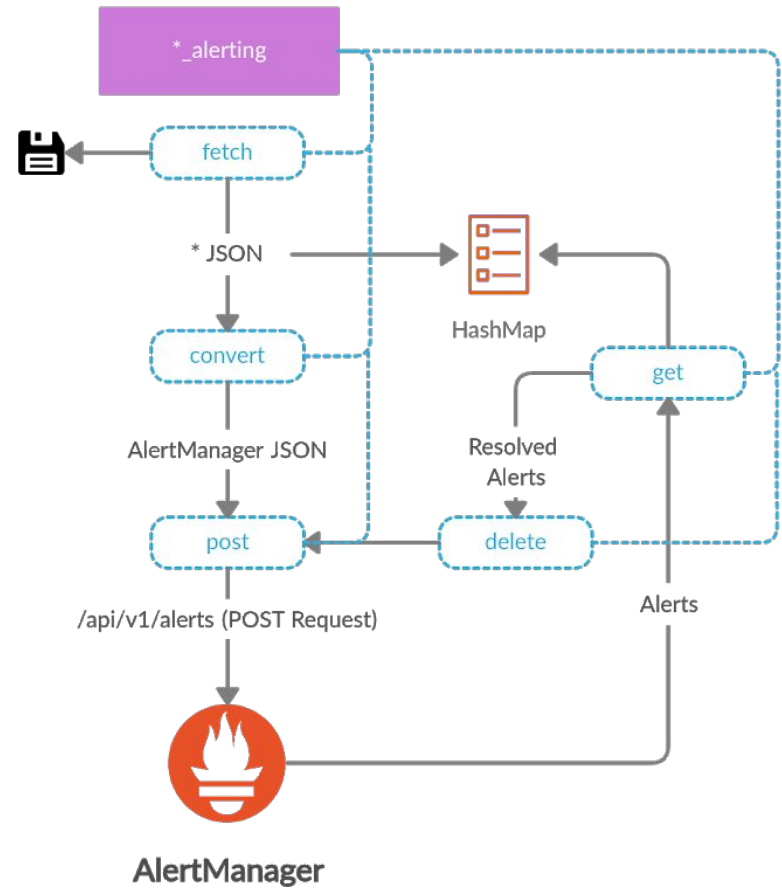 *_alerting
fetch
* JSON
HashMap
convert
get
AlertManager JSON
Resolved
Alerts
post
delete
Alerts
/api/v1/alerts (POST Request)
AlertManager